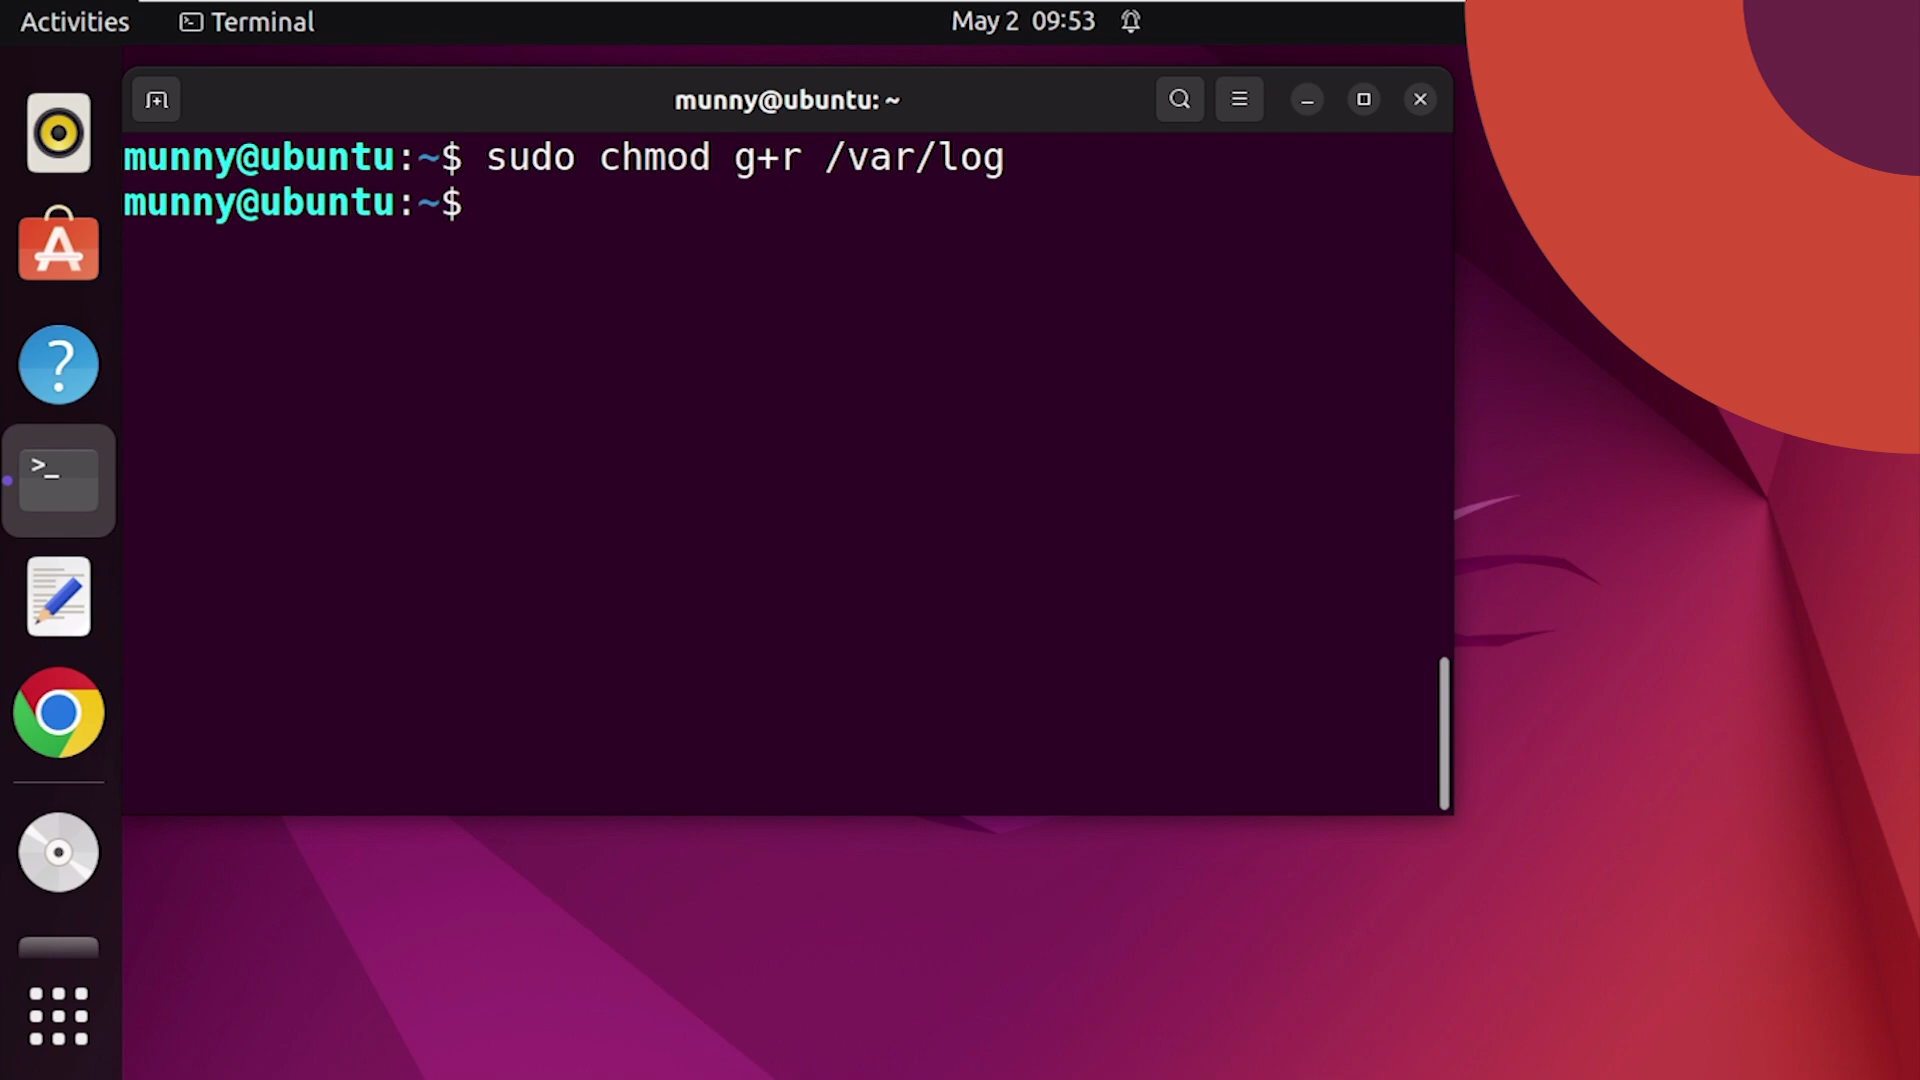 Activities Terminal May 2 09:53
munny@ubuntu: ~
munny@ubuntu:~$ sudo chmod g+r /var/log
munny@ubuntu:~$